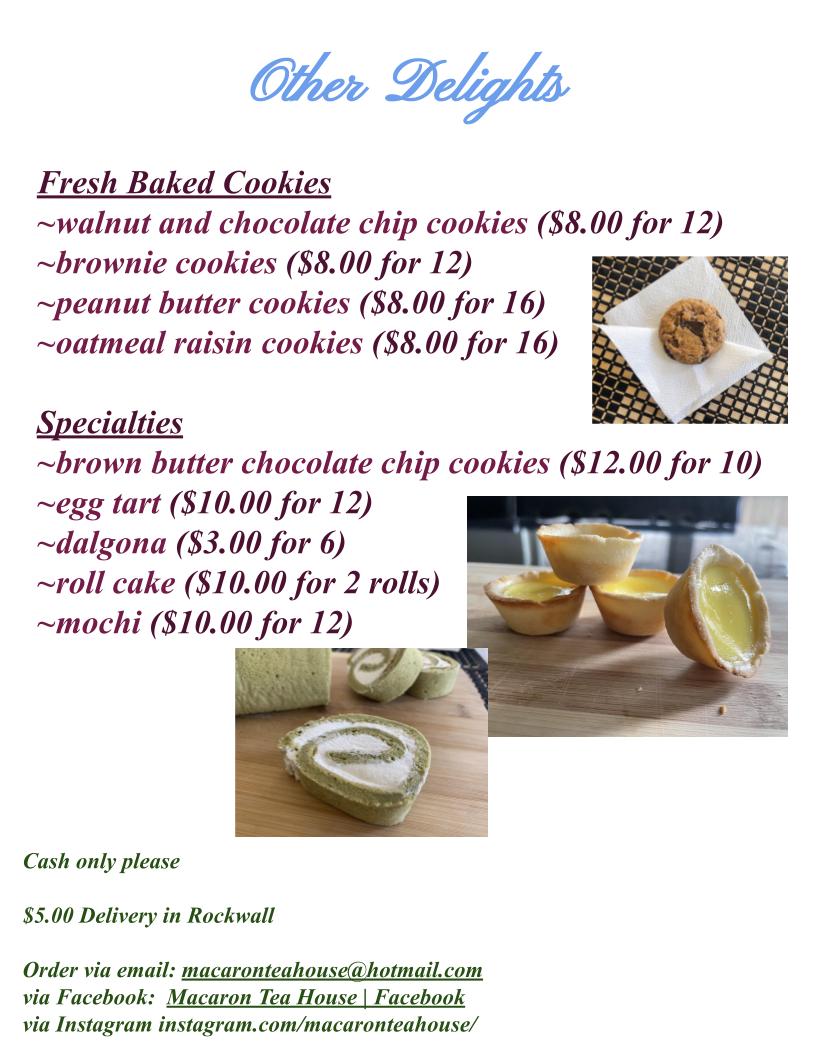 Other Delights
Fresh Baked Cookies
~walnut and chocolate chip cookies ($8.00 for 12)
~brownie cookies ($8.00 for 12)
~peanut butter cookies ($8.00 for 16)
~oatmeal raisin cookies ($8.00 for 16)
Specialties
~brown butter chocolate chip cookies ($12.00 for 10)
~egg tart ($10.00 for 12)
~dalgona ($3.00 for 6)
~roll cake ($10.00 for 2 rolls)
~mochi ($10.00 for 12)
Cash only please
$5.00 Delivery in Rockwall
Order via email: macaronteahouse@hotmail.com
via Facebook: Macaron Tea House | Facebook
via Instagram instagram.com/macaronteahouse/